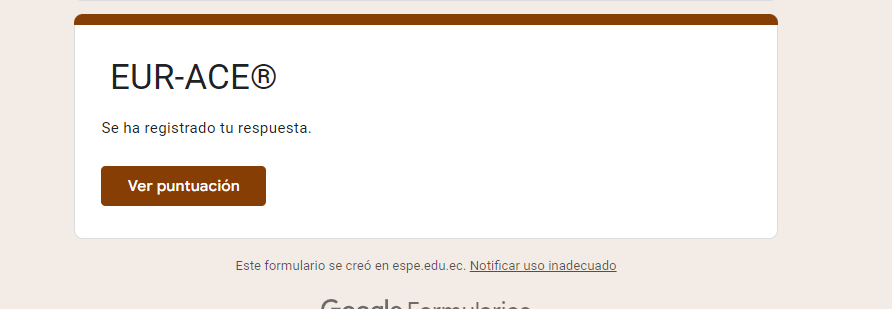 EUR-ACE®
Se ha registrado tu respuesta.
Ver puntuación
Este formulario se creó en espe.edu.ec. Notificar uso inadecuado
Google Formularios